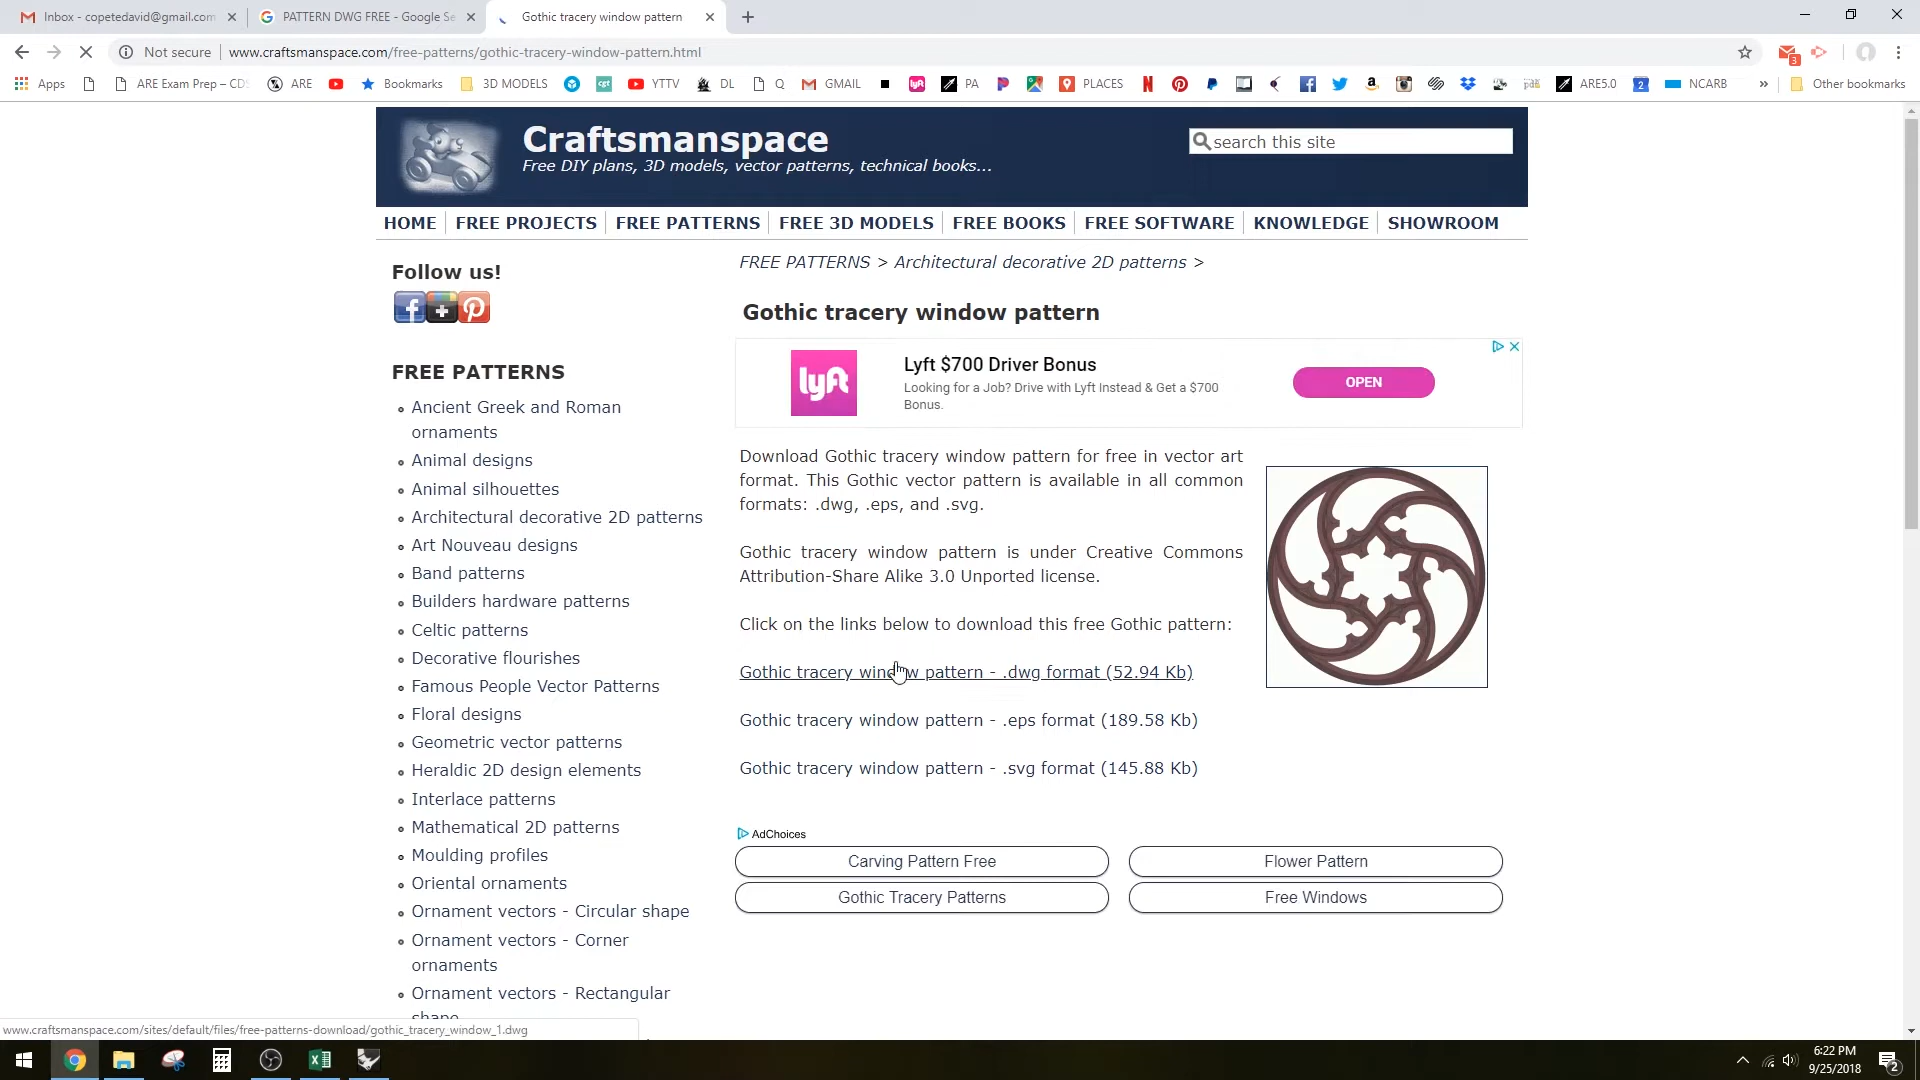 Inbox - copetedavid@gmail.com
PATTERN DWG FREE - Google Se
Gothic tracery window pattern
Not secure
www.craftsmanspace.com/free-patterns/gothic-tracery-window-pattern.html
3
Apps
ARE Exam Prep – CDS
ARE
Bookmarks
3D MODELS
cgt
YTTV
DL
Q
GMAIL
lyft
PA
PLACES
ARE5.0
2
NCARB
»
Other bookmarks
Craftsmanspace
Free DIY plans, 3D models, vector patterns, technical books...
search this site
HOME
FREE PROJECTS
FREE PATTERNS
FREE 3D MODELS
FREE BOOKS
FREE SOFTWARE
KNOWLEDGE
SHOWROOM
Follow us!
FREE PATTERNS
Ancient Greek and Roman
ornaments
Animal designs
Animal silhouettes
Architectural decorative 2D patterns
Art Nouveau designs
Band patterns
Builders hardware patterns
Celtic patterns
Decorative flourishes
Famous People Vector Patterns
Floral designs
Geometric vector patterns
Heraldic 2D design elements
Interlace patterns
Mathematical 2D patterns
Moulding profiles
Oriental ornaments
Ornament vectors - Circular shape
Ornament vectors - Corner
ornaments
Ornament vectors - Rectangular
shape
FREE PATTERNS > Architectural decorative 2D patterns >
Gothic tracery window pattern
lyft
Lyft $700 Driver Bonus
Looking for a Job? Drive with Lyft Instead & Get a $700
Bonus.
OPEN
Download Gothic tracery window pattern for free in vector art
format. This Gothic vector pattern is available in all common
formats: .dwg, .eps, and .svg.
Gothic tracery window pattern is under Creative Commons
Attribution-Share Alike 3.0 Unported license.
Click on the links below to download this free Gothic pattern:
Gothic tracery window pattern - .dwg format (52.94 Kb)
Gothic tracery window pattern - .eps format (189.58 Kb)
Gothic tracery window pattern - .svg format (145.88 Kb)
AdChoices
Carving Pattern Free
Flower Pattern
Gothic Tracery Patterns
Free Windows
www.craftsmanspace.com/sites/default/files/free-patterns-download/gothic_tracery_window_1.dwg
6:22 PM
9/25/2018
2